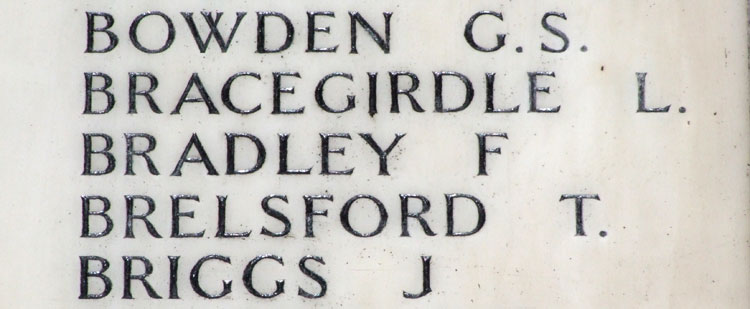 BOWDEN G.S.
BRACEGIRDLE L.
BRADLEY F
BRELSFORD T.
BRIGGS J